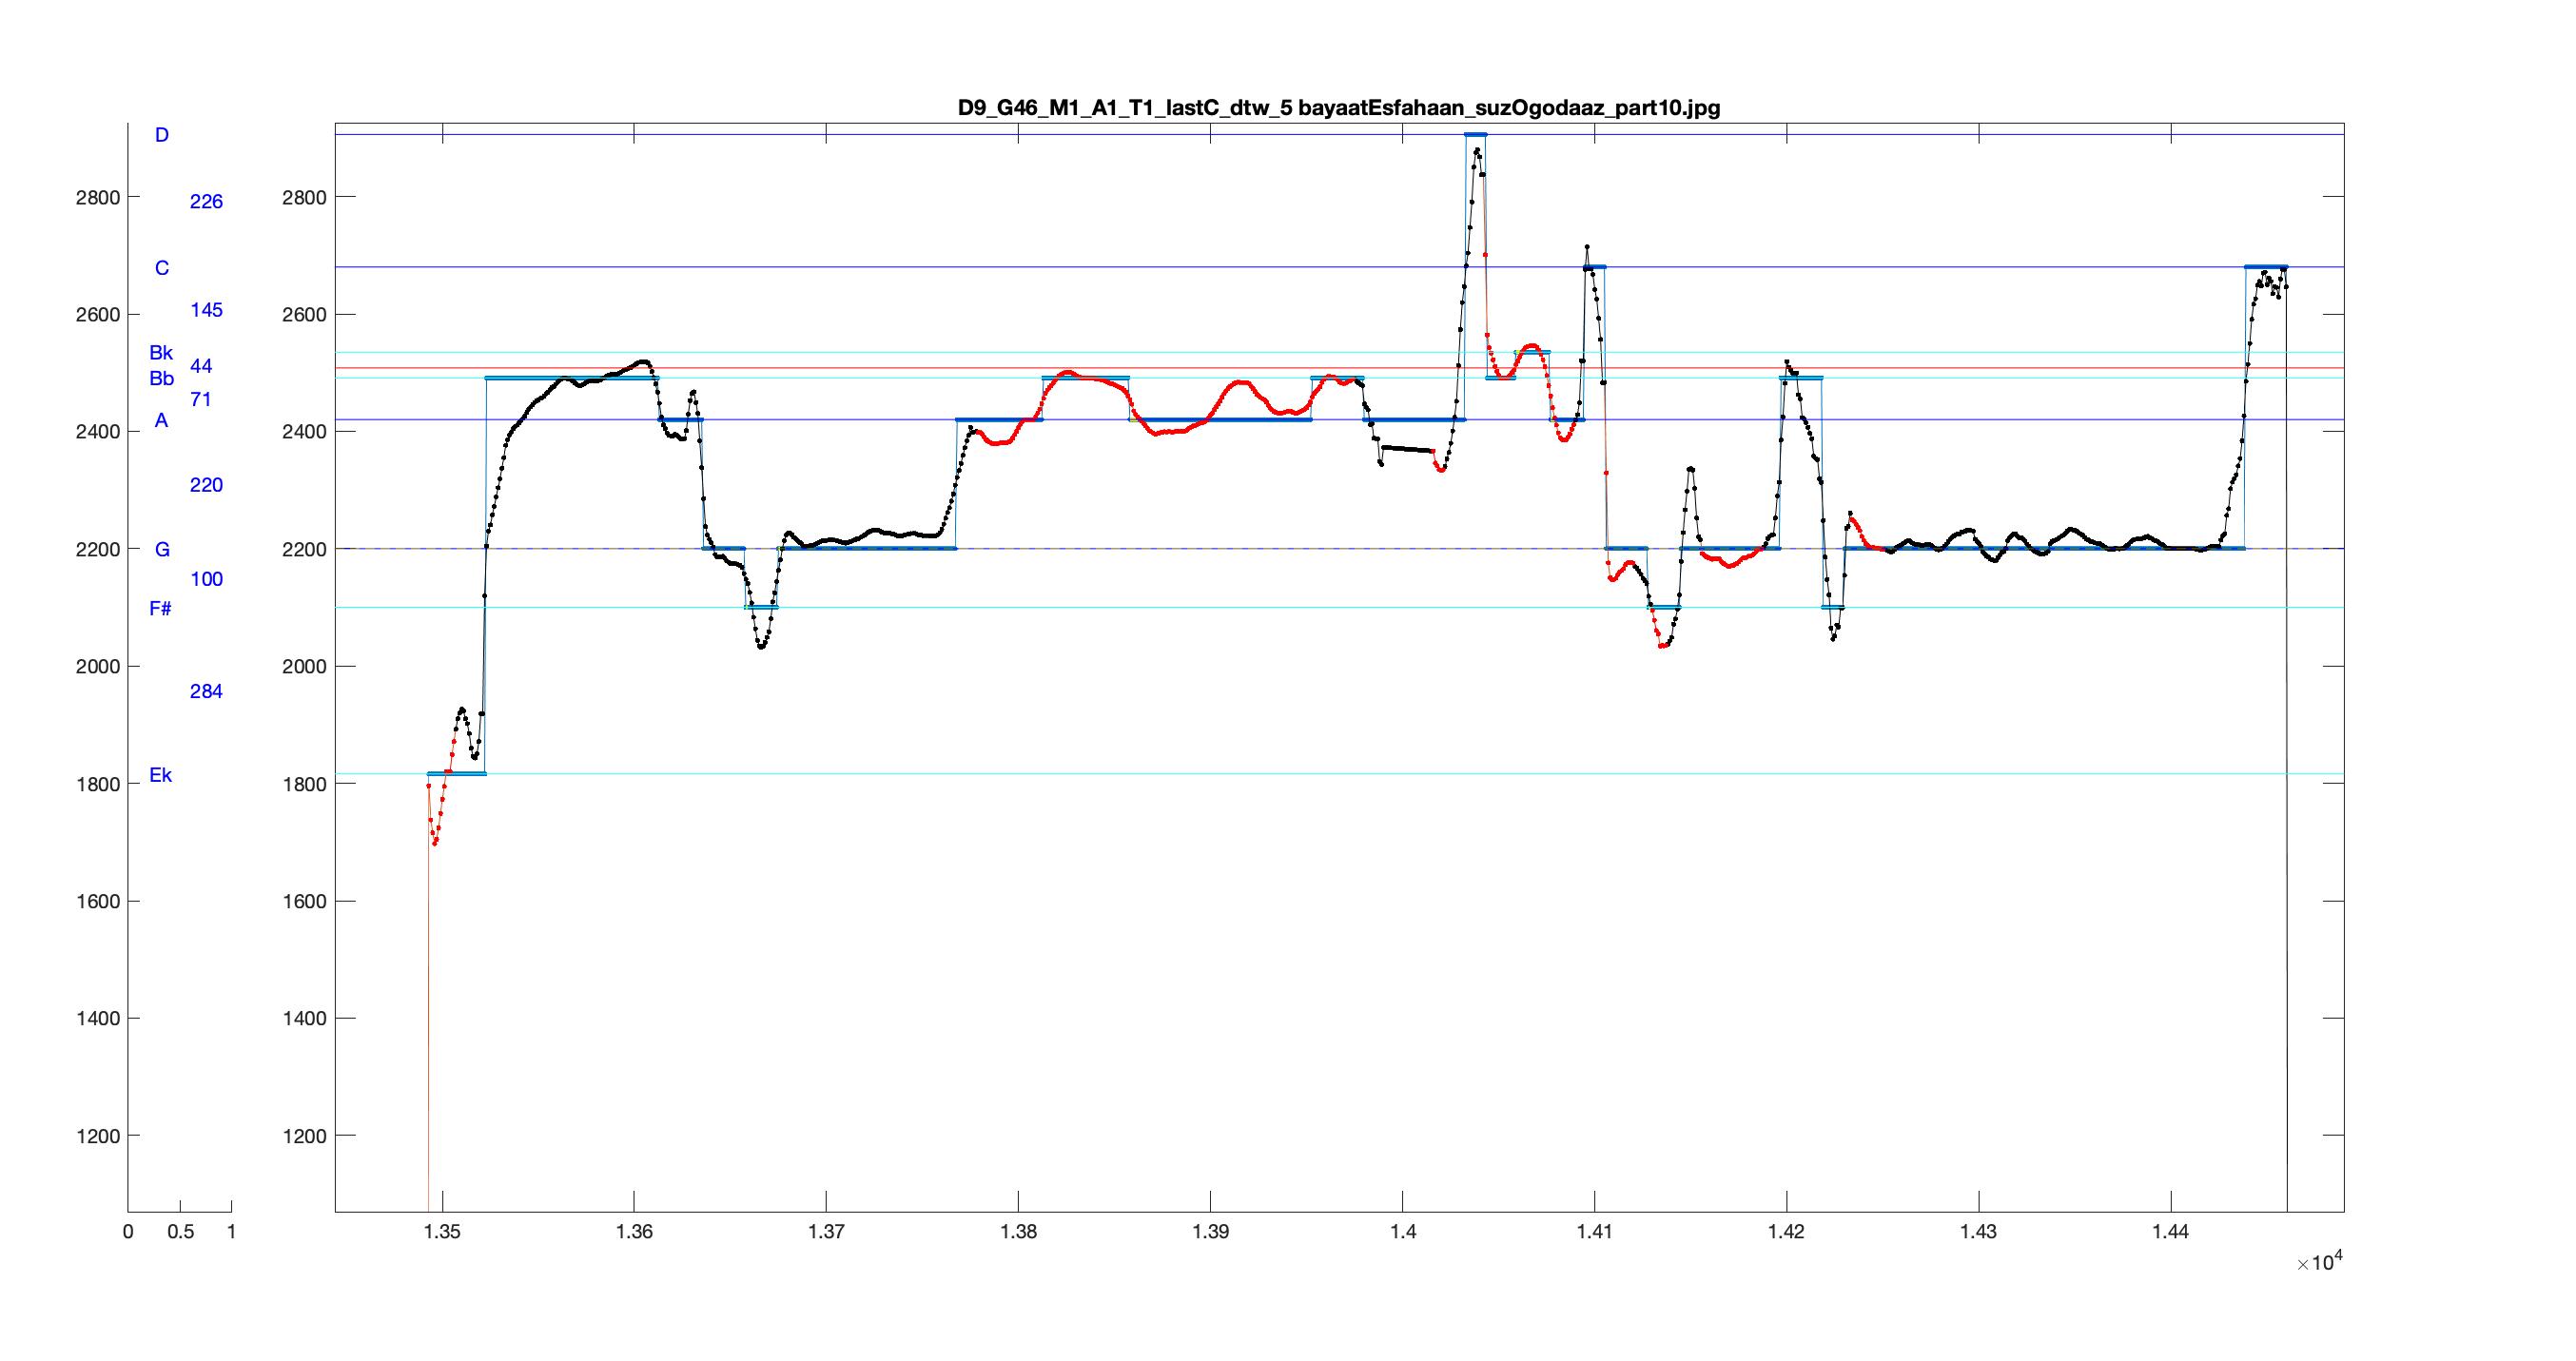 D9_G46_M1_A1_T1_lastC_dtw_5 bayaatEsfahaan_suzOgodaaz_part10.jpg
D
2800 226 2800
C
2600 145 2600
Bk
44
Bb
71
A
2400 2400
220
2200 G 2200
100
F#
2000 2000
284
Ek
1800 1800
1600 1600
1400 1400
1200 1200
0 0.5 1 1.35 1.36 1.37 1.38 1.39 1.4 1.41 1.42 1.43 1.44
×10⁴